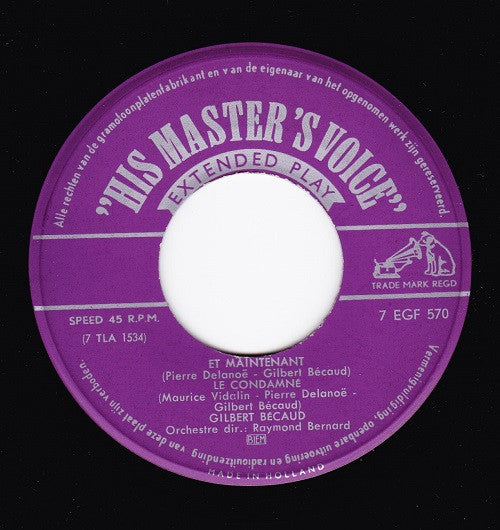 Alle rechten van de gramofoonplatenfabrikant en van de eigenaar van het opgenomen werk zijn gereserveerd.
"HIS MASTER'S VOICE"
EXTENDED PLAY
TRADE MARK REGD
SPEED 45 R.P.M.
(7 TLA 1534)
7 EGF 570
ET MAINTENANT
(Pierre Delanoë - Gilbert Bécaud)
LE CONDAMNÉ
(Maurice Vidalin - Pierre Delanoë -
Gilbert Bécaud)
GILBERT BÉCAUD
Orchestre dir.: Raymond Bernard
BIEM
Vermenigvuldiging, openbare uitvoering en radiouitzending van deze plaat zijn verboden.
MADE IN HOLLAND